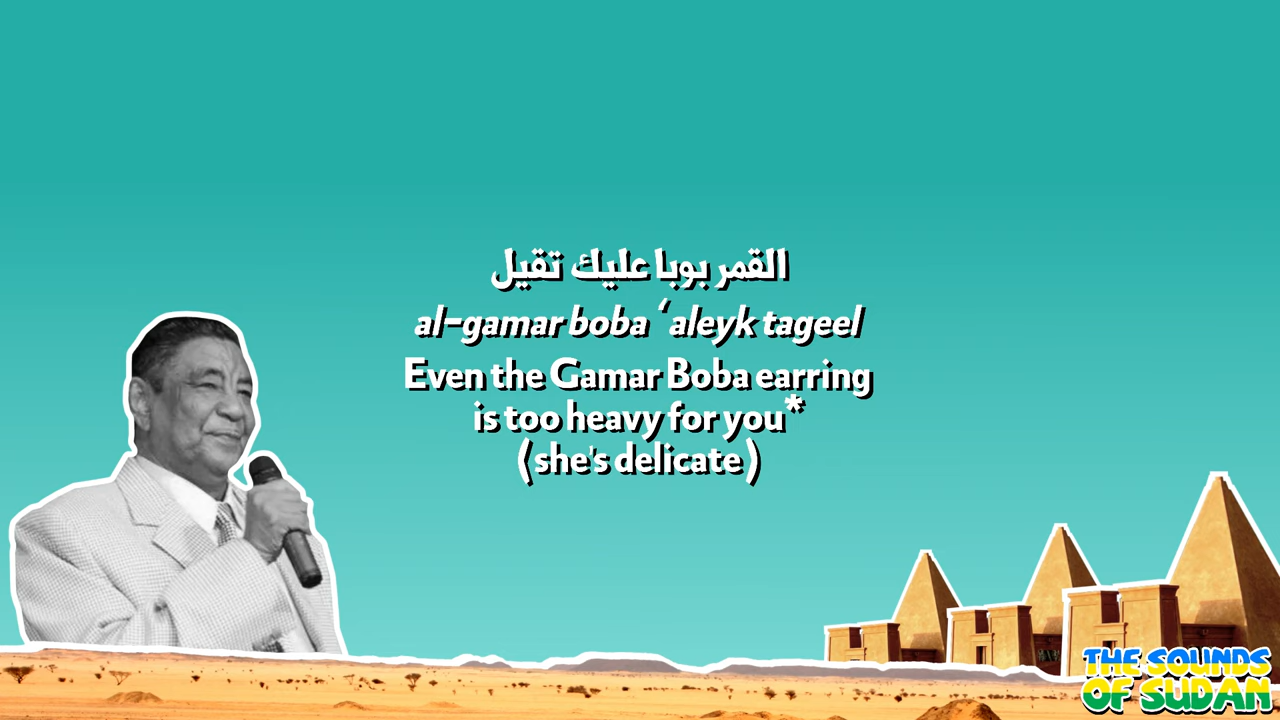 القمر بوبا عليك تقيل
al-gamar boba ‘aleyk tageel
Even the Gamar Boba earring
is too heavy for you*
(she's delicate)
THE SOUNDS
OF SUDAN